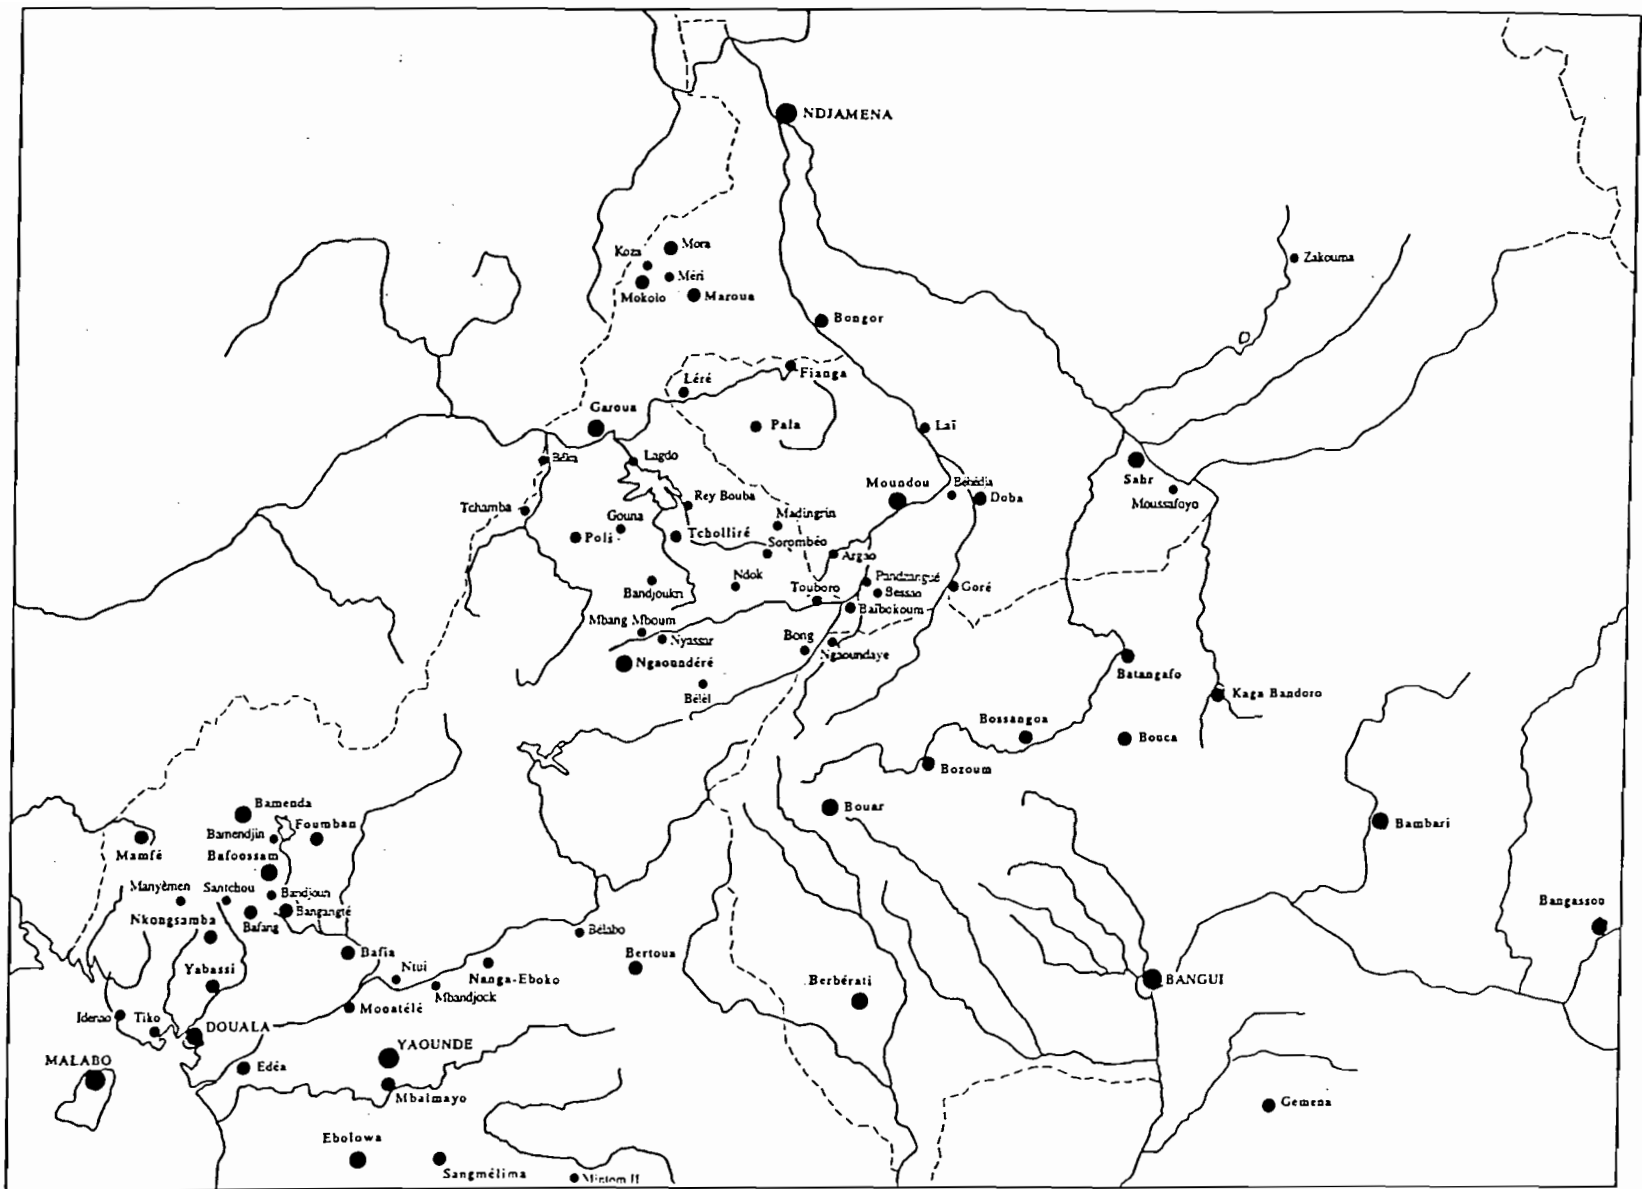 NDJAMENA
Mora
Koza
Zakouma
Méri
Mokolo
Maroua
Bongor
Fianga
Léré
Garoua
Pala
Laï
Lagdo
Sahr
Moundou
Bébédja
Doba
Rey Bouba
Moussafoyo
Tchamba
Gouna
Madingrin
Poli
Tcholliré
Sorombéo
Argao
Ndok
Pandzangué
Bandjoukri
Touboro
Bessao
Goré
Baïbokoum
Mbang Mboum
Bong
Nyassar
Ngaoundaye
Ngaoundéré
Batangafo
Bélèl
Kaga Bandoro
Bossangoa
Bouca
Bozoum
Bamenda
Bouar
Foumban
Bambari
Bamendjin
Mamfé
Bafoussam
Manyèmen
Santchou
Bandjoun
Bangangté
Bangassou
Nkongsamba
Bafang
Bélabo
Bafia
Bertoua
Ntui
Yabassi
Nanga-Eboko
Berbérati
BANGUI
Mbandjock
Monatélé
Idenao
Tiko
DOUALA
YAOUNDE
MALABO
Edéa
Mbalmayo
Gemena
Ebolowa
Sangmélima
Mintom II